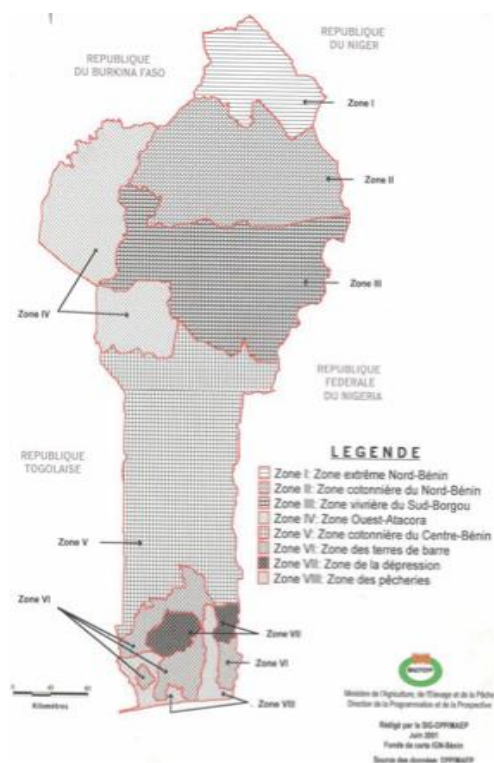 REPUBLIQUE
DU NIGER
REPUBLIQUE
DU BURKINA FASO
Zone I
Zone II
Zone III
Zone IV
REPUBLIQUE
FEDERALE
DU NIGERIA
REPUBLIQUE
TOGOLAISE
LEGENDE
Zone I: Zone extrême Nord-Bénin
Zone II: Zone cotonnière du Nord-Bénin
Zone III: Zone vivrière du Sud-Borgou
Zone IV: Zone Ouest-Atacora
Zone V: Zone cotonnière du Centre-Bénin
Zone VI: Zone des terres de barre
Zone VII: Zone de la dépression
Zone VIII: Zone des pêcheries
Zone V
Zone VI
Zone VII
Zone VI
Zone VIII
Kilomètres
Ministère de l'Agriculture, de l'Elevage et de la Pêche
Direction de la Programmation et de la Prospective
Rédigé par le SIG-DPP/MAEP
Juin 2001
Fonds de carte IGN-Bénin
Source des données: DPP/MAEP